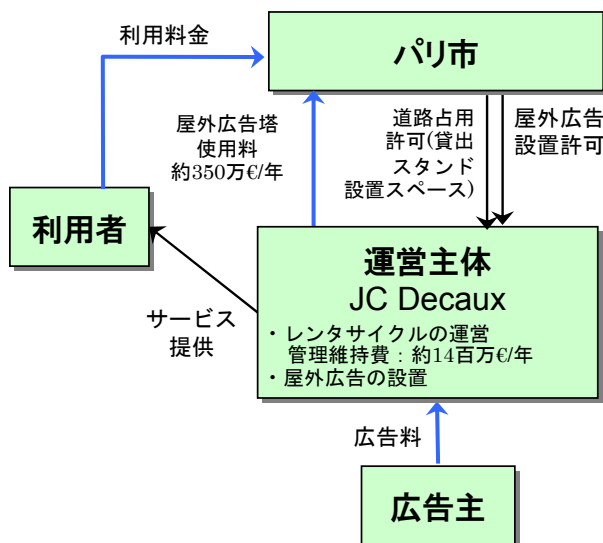 利用料金
パリ市
屋外広告塔
使用料
約350万€/年
道路占用
許可(貸出
スタンド
設置スペース)
屋外広告
設置許可
利用者
サービス
提供
運営主体
JC Decaux
・レンタサイクルの運営
管理維持費：約14百万€/年
・屋外広告の設置
広告料
広告主